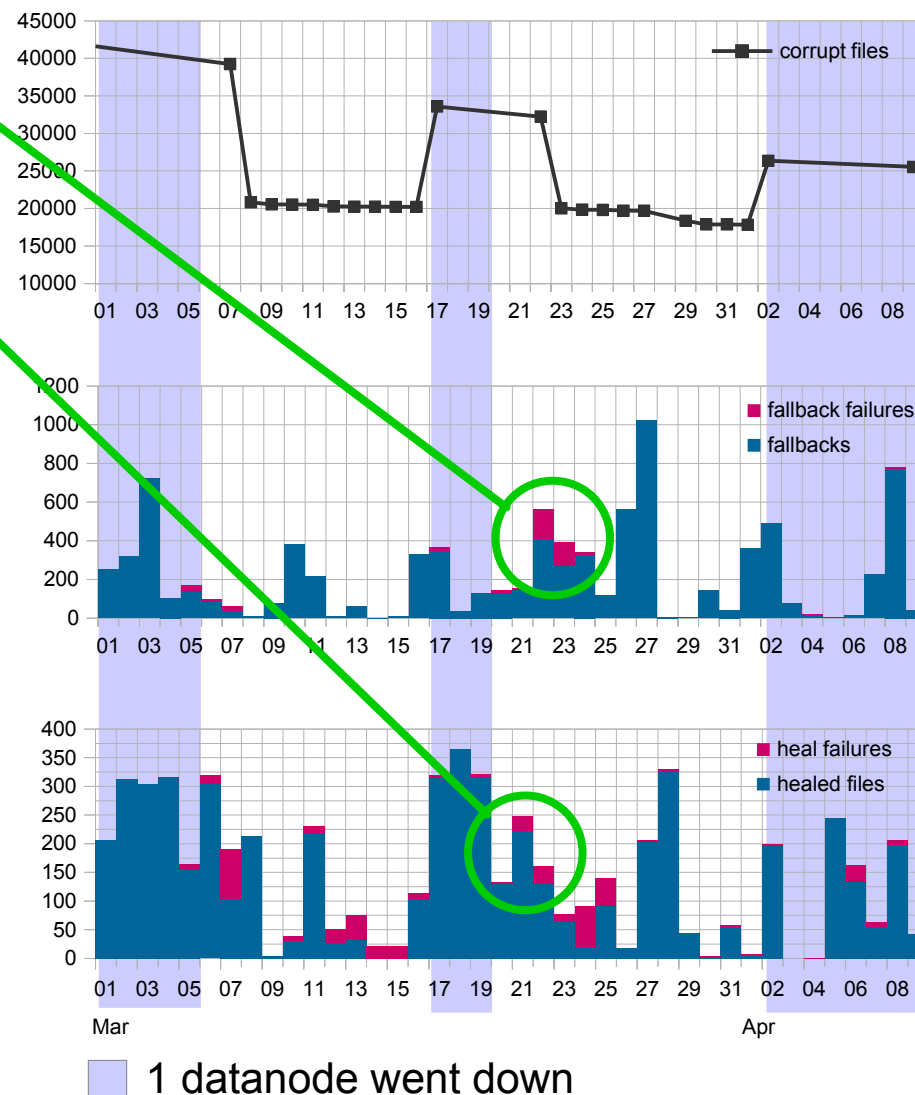 45000
40000
35000
30000
25000
20000
15000
10000
corrupt files
01 03 05 07 09 11 13 15 17 19 21 23 25 27 29 31 02 04 06 08
1200
1000
800
600
400
200
0
fallback failures
fallbacks
01 03 05 07 09 11 13 15 17 19 21 23 25 27 29 31 02 04 06 08
400
350
300
250
200
150
100
50
0
heal failures
healed files
01 03 05 07 09 11 13 15 17 19 21 23 25 27 29 31 02 04 06 08
Mar Apr
1 datanode went down